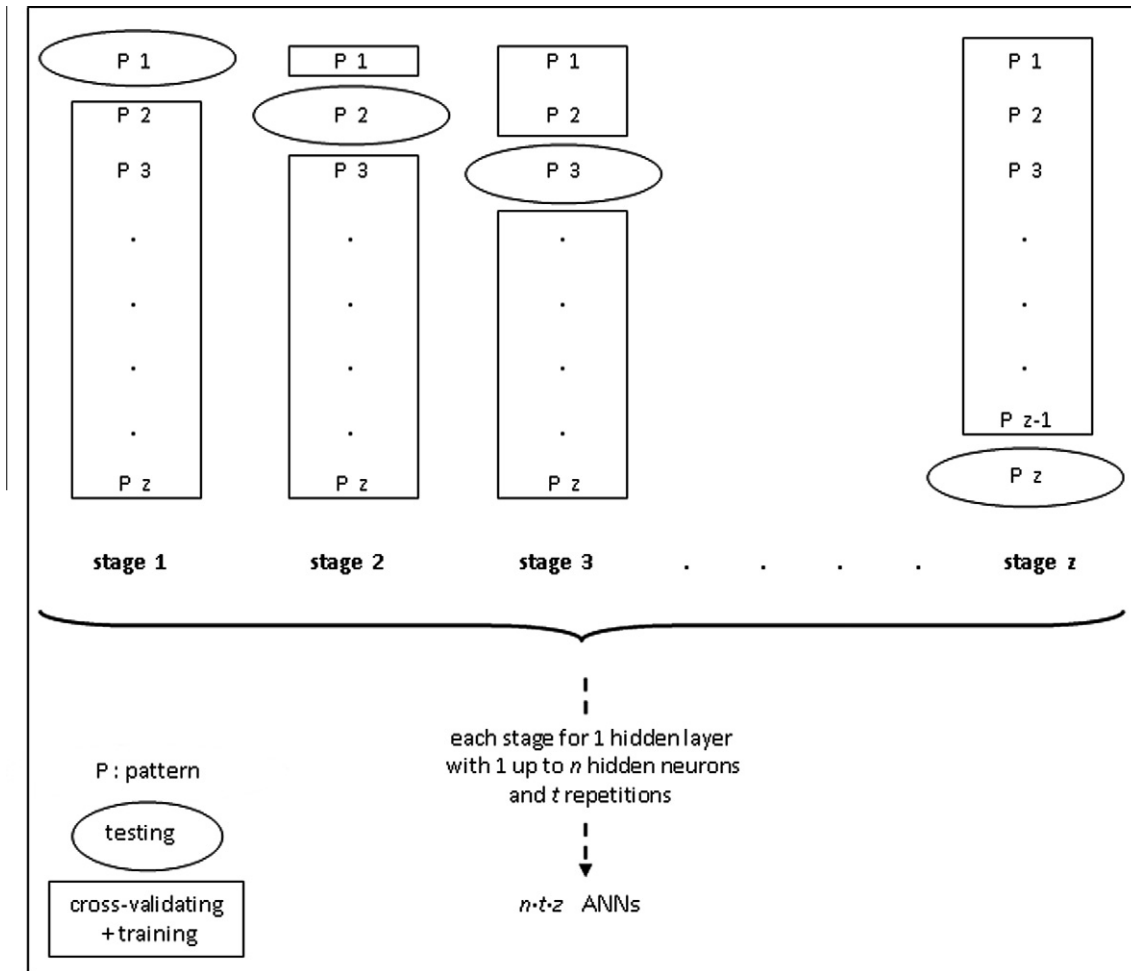 P 1 P 1 P 1 P 1
P 2 P 2 P 2 P 2
P 3 P 3 P 3 P 3
. . . .
. . . .
. . . .
. . .
P z-1
P z P z P z P z
stage 1 stage 2 stage 3 . . . . stage z
each stage for 1 hidden layer
with 1 up to n hidden neurons
and t repetitions
P : pattern
testing
cross-validating
+ training
n·t·z ANNs